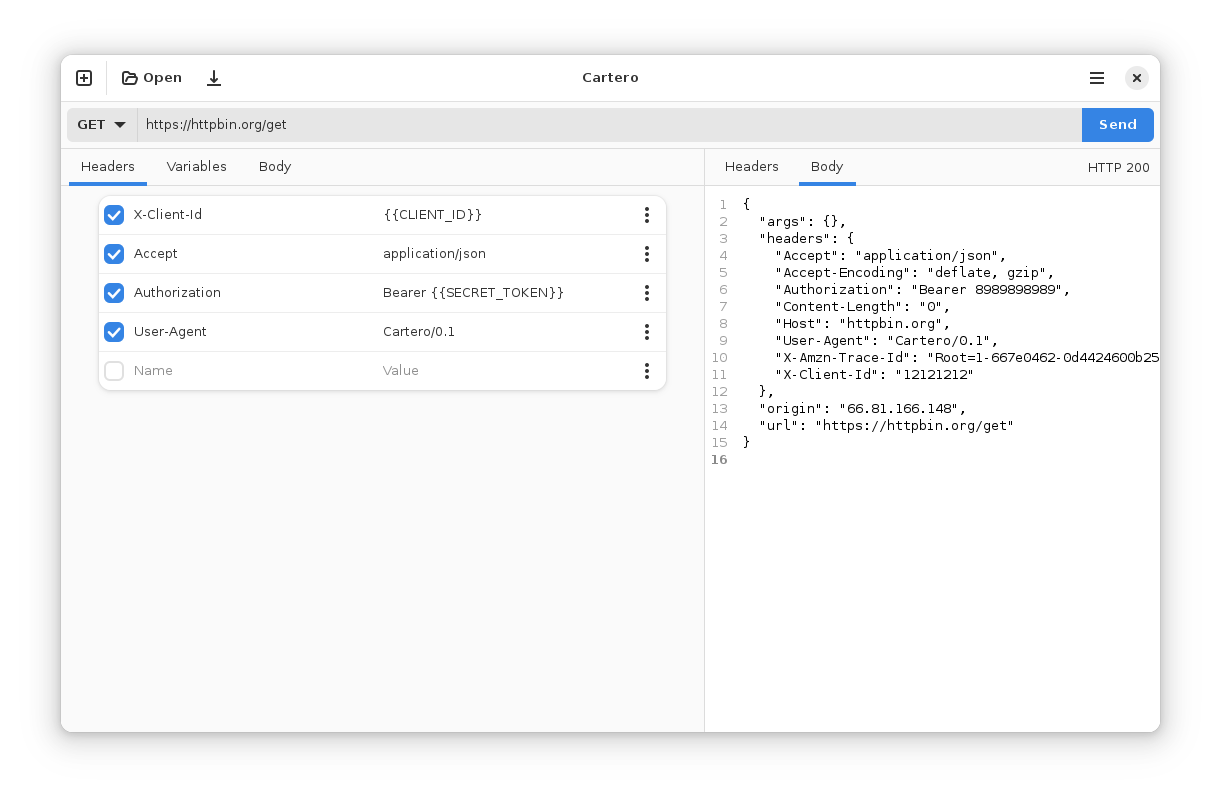 Open Cartero
GET https://httpbin.org/get Send
Headers Variables Body
X-Client-Id {{CLIENT_ID}}
Accept application/json
Authorization Bearer {{SECRET_TOKEN}}
User-Agent Cartero/0.1
Name Value
Headers Body HTTP 200
1 {
2   "args": {},
3   "headers": {
4     "Accept": "application/json",
5     "Accept-Encoding": "deflate, gzip",
6     "Authorization": "Bearer 8989898989",
7     "Content-Length": "0",
8     "Host": "httpbin.org",
9     "User-Agent": "Cartero/0.1",
10     "X-Amzn-Trace-Id": "Root=1-667e0462-0d4424600b25
11     "X-Client-Id": "12121212"
12   },
13   "origin": "66.81.166.148",
14   "url": "https://httpbin.org/get"
15 }
16